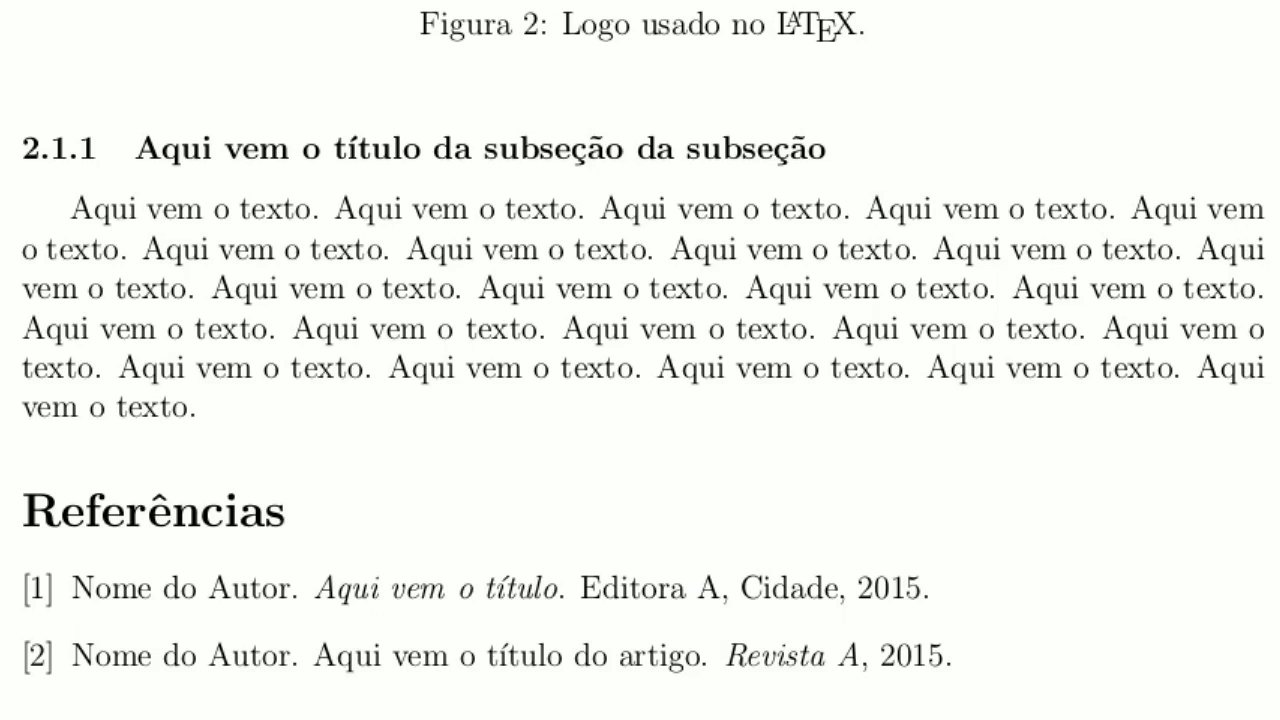 Figura 2: Logo usado no LATEX.
2.1.1 Aqui vem o título da subseção da subseção
Aqui vem o texto. Aqui vem o texto. Aqui vem o texto. Aqui vem o texto. Aqui vem
o texto. Aqui vem o texto. Aqui vem o texto. Aqui vem o texto. Aqui vem o texto. Aqui
vem o texto. Aqui vem o texto. Aqui vem o texto. Aqui vem o texto. Aqui vem o texto.
Aqui vem o texto. Aqui vem o texto. Aqui vem o texto. Aqui vem o texto. Aqui vem o
texto. Aqui vem o texto. Aqui vem o texto. Aqui vem o texto. Aqui vem o texto. Aqui
vem o texto.
Referências
[1] Nome do Autor. Aqui vem o título. Editora A, Cidade, 2015.
[2] Nome do Autor. Aqui vem o título do artigo. Revista A, 2015.